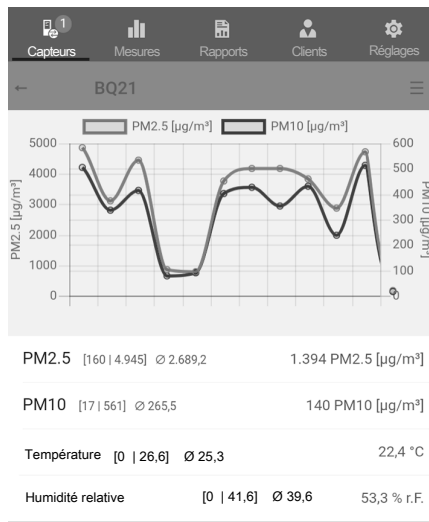 1
Capteurs Mesures Rapports Clients Réglages
← BQ21
PM2.5 [µg/m³] PM10 [µg/m³]
5000 600
4000 500
3000 400
2000 300
1000 200
0 100
0
PM2.5 [µg/m³]
PM10 [µg/m³]
PM2.5 [160 | 4.945] Ø 2.689,2 1.394 PM2.5 [µg/m³]
PM10 [17 | 561] Ø 265,5 140 PM10 [µg/m³]
Température [0 | 26,6] Ø 25,3 22,4 °C
Humidité relative [0 | 41,6] Ø 39,6 53,3 % r.F.